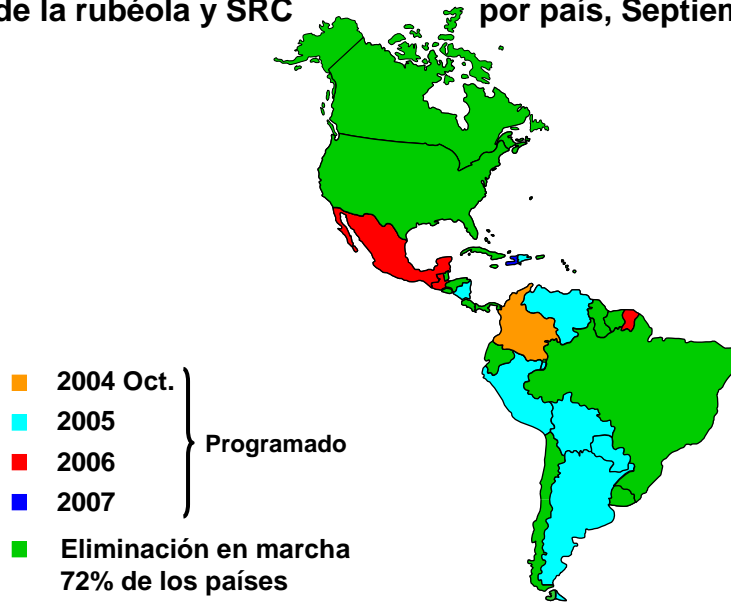 de la rubéola y SRC por país, Septien
2004 Oct.
2005
Programado
2006
2007
Eliminación en marcha
72% de los países